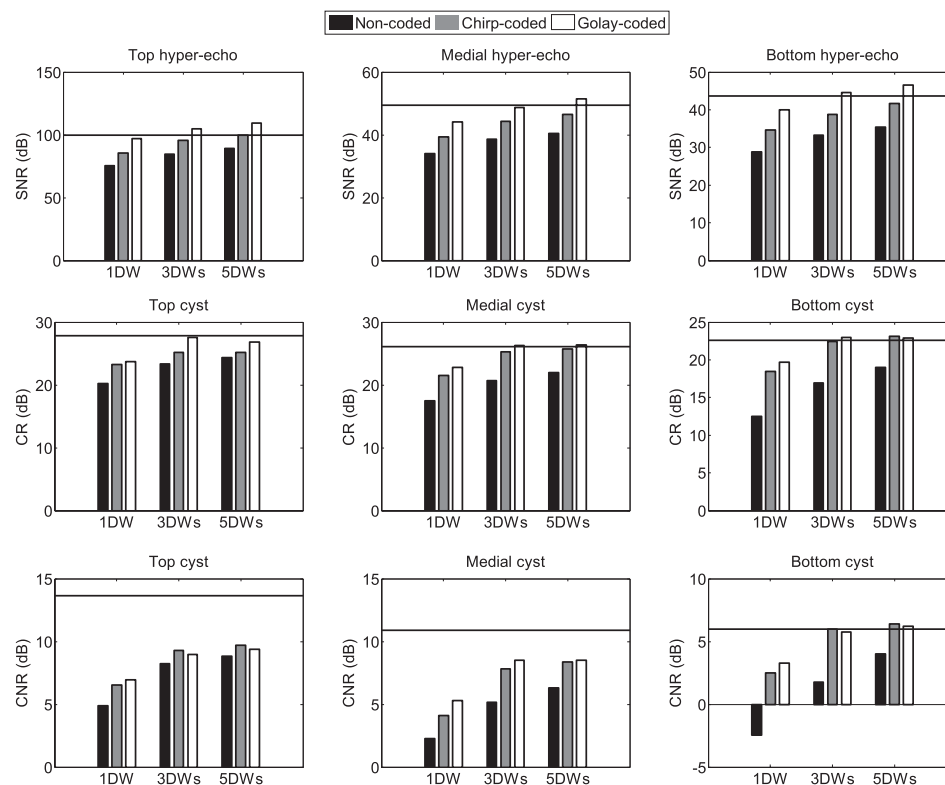 Non-coded Chirp-coded Golay-coded
Top hyper-echo
SNR (dB)
150
100
50
0
1DW 3DWs 5DWs
Medial hyper-echo
SNR (dB)
60
40
20
0
1DW 3DWs 5DWs
Bottom hyper-echo
SNR (dB)
50
40
30
20
10
0
1DW 3DWs 5DWs
Top cyst
CR (dB)
30
20
10
0
1DW 3DWs 5DWs
Medial cyst
CR (dB)
30
20
10
0
1DW 3DWs 5DWs
Bottom cyst
CR (dB)
25
20
15
10
5
0
1DW 3DWs 5DWs
Top cyst
CNR (dB)
15
10
5
0
1DW 3DWs 5DWs
Medial cyst
CNR (dB)
15
10
5
0
1DW 3DWs 5DWs
Bottom cyst
CNR (dB)
10
5
0
-5
1DW 3DWs 5DWs